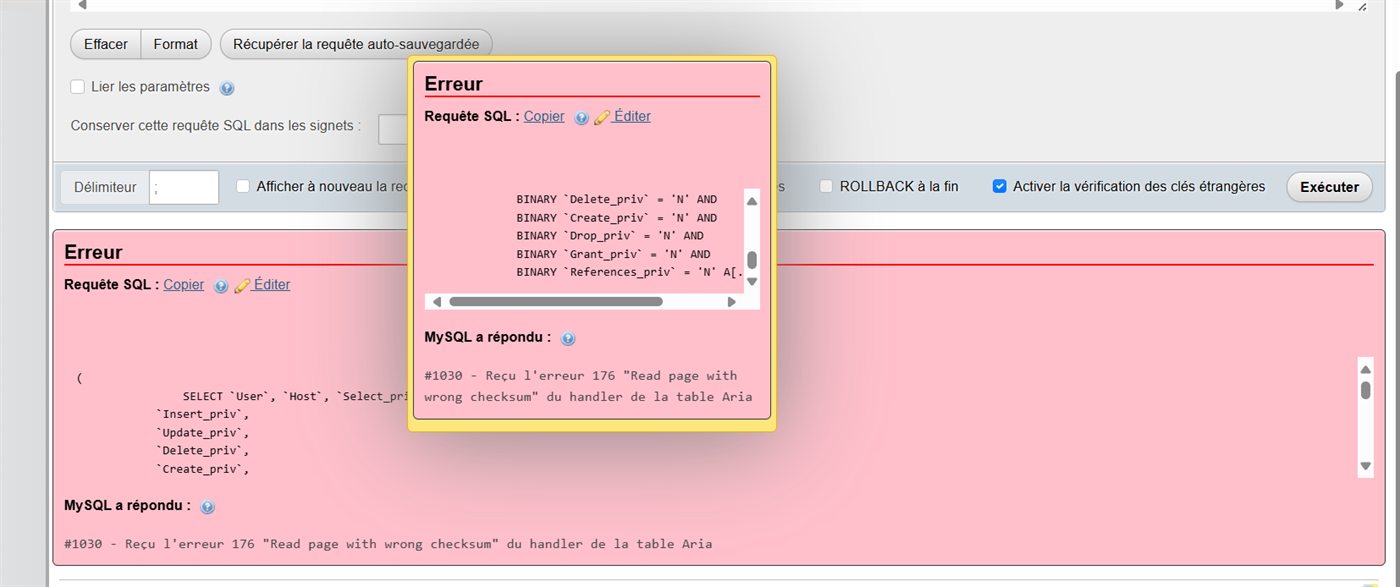 Effacer Format Récupérer la requête auto-sauvegardée
Lier les paramètres
Conserver cette requête SQL dans les signets :
Délimiteur ; Afficher à nouveau la ROLLBACK à la fin Activer la vérification des clés étrangères Exécuter
Erreur
Requête SQL : Copier Éditer
BINARY `Delete_priv` = 'N' AND
BINARY `Create_priv` = 'N' AND
BINARY `Drop_priv` = 'N' AND
BINARY `Grant_priv` = 'N' AND
BINARY `References_priv` = 'N' A[.
MySQL a répondu :
#1030 - Reçu l'erreur 176 "Read page with
wrong checksum" du handler de la table Aria
Erreur
Requête SQL : Copier Éditer
(
SELECT `User`, `Host`, `Select_pri
`Insert_priv`,
`Update_priv`,
`Delete_priv`,
`Create_priv`,
MySQL a répondu :
#1030 - Reçu l'erreur 176 "Read page with wrong checksum" du handler de la table Aria